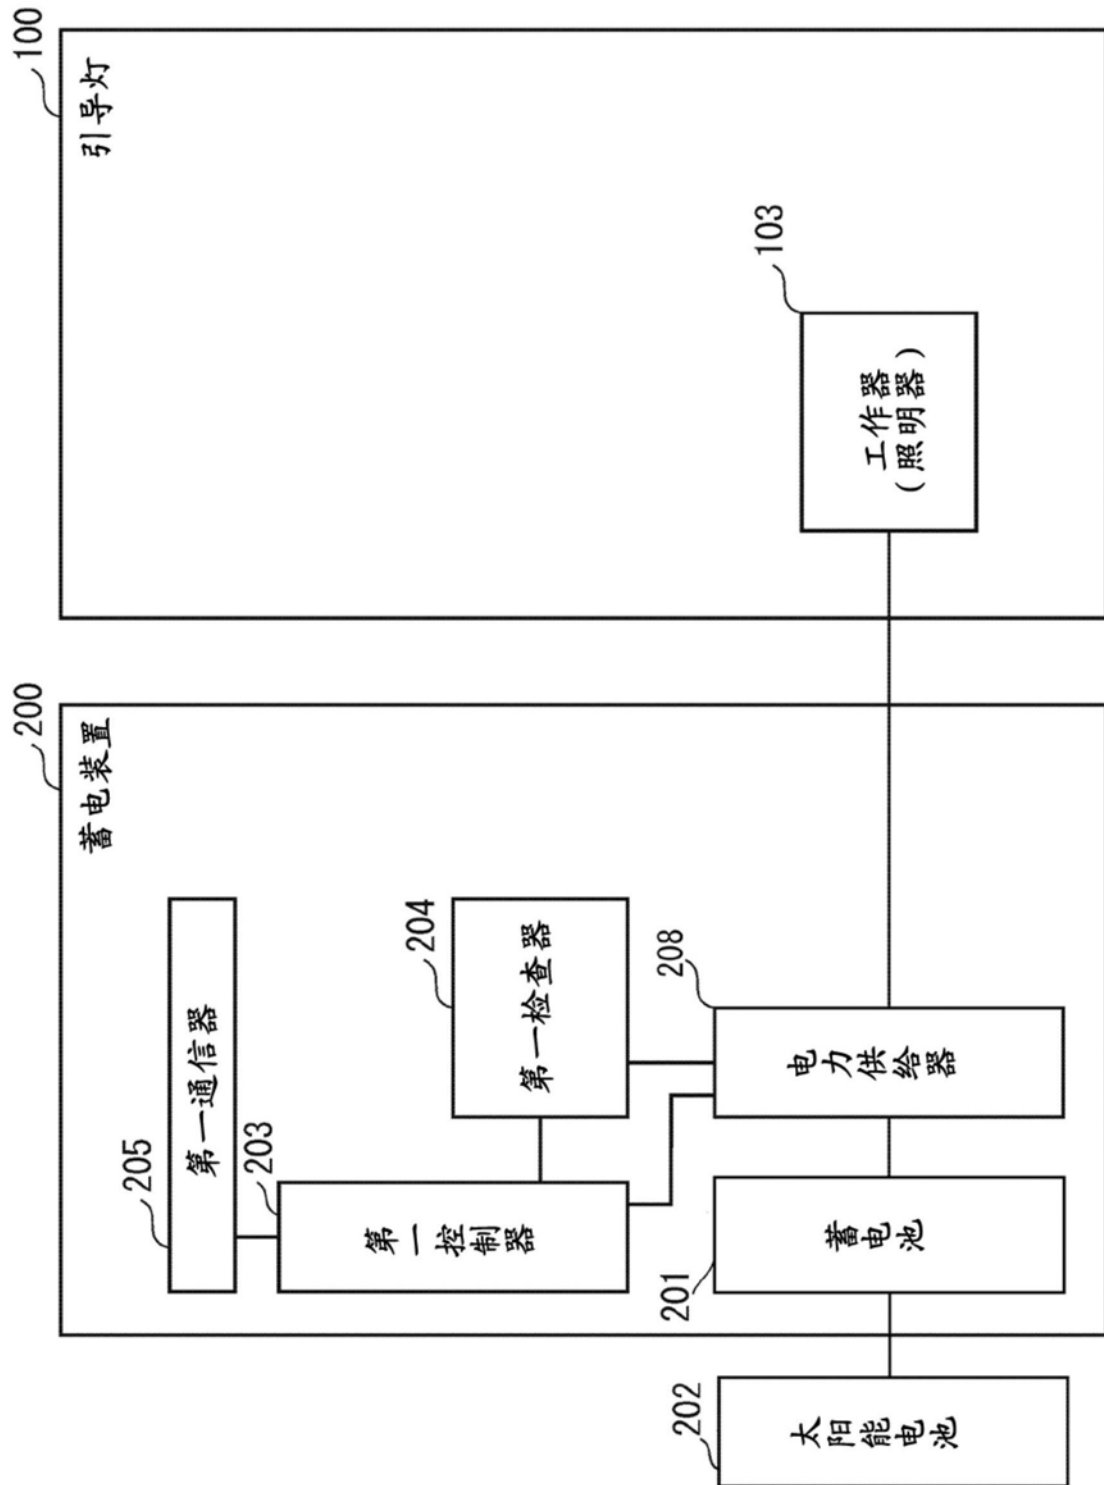 100
引导灯
103
工作器
(照明器)
200
蓄电装置
205
第一通信器
203
第一控制器
204
第一检查器
208
电力供给器
201
蓄电池
202
太阳能电池